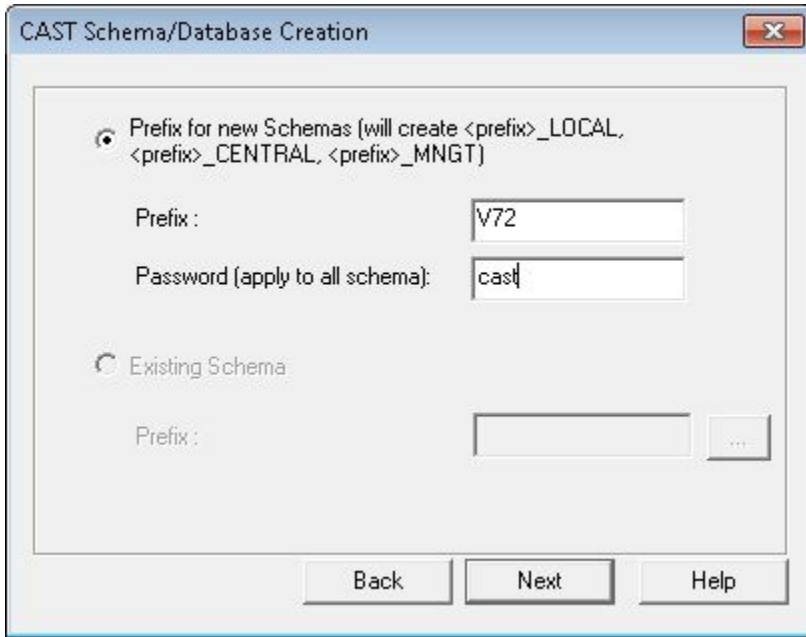 CAST Schema/Database Creation
Prefix for new Schemas (will create <prefix>_LOCAL,
<prefix>_CENTRAL, <prefix>_MNGT)
Prefix : V72
Password (apply to all schema): cast
Existing Schema
Prefix : ...
Back Next Help